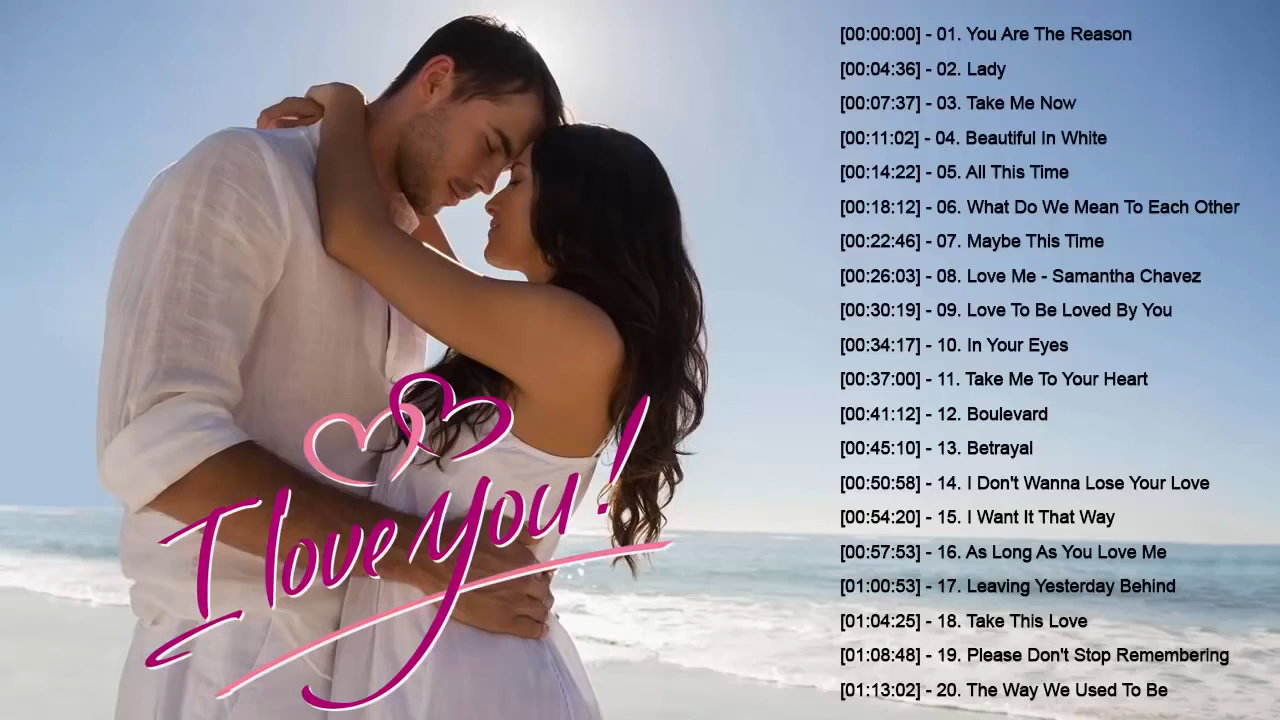 I love you!
[00:00:00] - 01. You Are The Reason
[00:04:36] - 02. Lady
[00:07:37] - 03. Take Me Now
[00:11:02] - 04. Beautiful In White
[00:14:22] - 05. All This Time
[00:18:12] - 06. What Do We Mean To Each Other
[00:22:46] - 07. Maybe This Time
[00:26:03] - 08. Love Me - Samantha Chavez
[00:30:19] - 09. Love To Be Loved By You
[00:34:17] - 10. In Your Eyes
[00:37:00] - 11. Take Me To Your Heart
[00:41:12] - 12. Boulevard
[00:45:10] - 13. Betrayal
[00:50:58] - 14. I Don't Wanna Lose Your Love
[00:54:20] - 15. I Want It That Way
[00:57:53] - 16. As Long As You Love Me
[01:00:53] - 17. Leaving Yesterday Behind
[01:04:25] - 18. Take This Love
[01:08:48] - 19. Please Don't Stop Remembering
[01:13:02] - 20. The Way We Used To Be